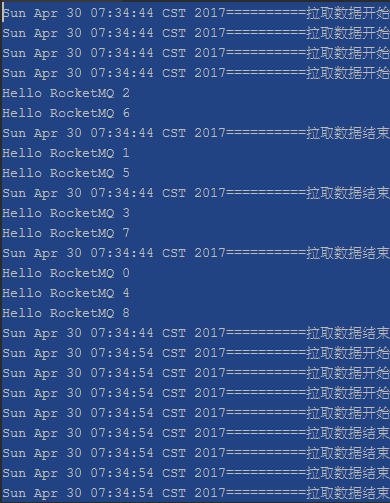 Sun Apr 30 07:34:44 CST 2017==========拉取数据开始
Sun Apr 30 07:34:44 CST 2017==========拉取数据开始
Sun Apr 30 07:34:44 CST 2017==========拉取数据开始
Sun Apr 30 07:34:44 CST 2017==========拉取数据开始
Hello RocketMQ 2
Hello RocketMQ 6
Sun Apr 30 07:34:44 CST 2017==========拉取数据结束
Hello RocketMQ 1
Hello RocketMQ 5
Sun Apr 30 07:34:44 CST 2017==========拉取数据结束
Hello RocketMQ 3
Hello RocketMQ 7
Sun Apr 30 07:34:44 CST 2017==========拉取数据结束
Hello RocketMQ 0
Hello RocketMQ 4
Hello RocketMQ 8
Sun Apr 30 07:34:44 CST 2017==========拉取数据结束
Sun Apr 30 07:34:54 CST 2017==========拉取数据开始
Sun Apr 30 07:34:54 CST 2017==========拉取数据开始
Sun Apr 30 07:34:54 CST 2017==========拉取数据开始
Sun Apr 30 07:34:54 CST 2017==========拉取数据开始
Sun Apr 30 07:34:54 CST 2017==========拉取数据结束
Sun Apr 30 07:34:54 CST 2017==========拉取数据结束
Sun Apr 30 07:34:54 CST 2017==========拉取数据结束
Sun Apr 30 07:34:54 CST 2017==========拉取数据结束